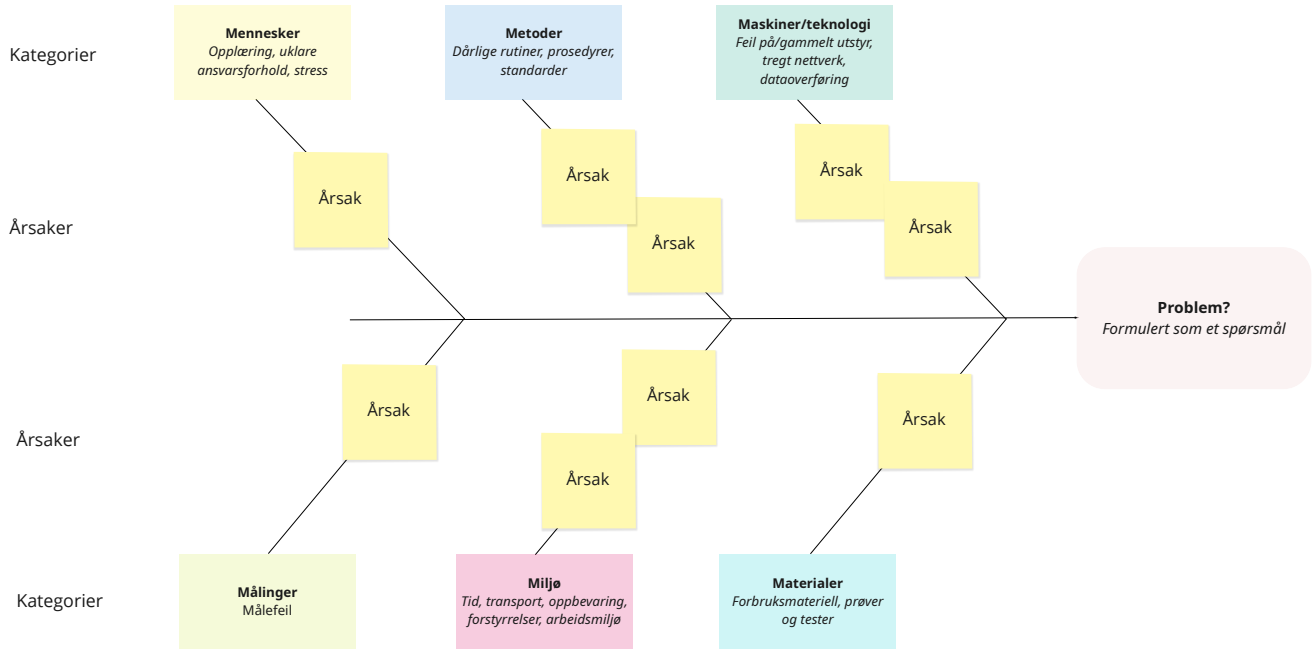 Kategorier
Mennesker
Opplæring, uklare
ansvarsforhold, stress
Metoder
Dårlige rutiner, prosedyrer,
standarder
Maskiner/teknologi
Feil på/gammelt utstyr,
tregt nettverk,
dataoverføring
Årsaker
Årsak
Årsak
Årsak
Årsak
Årsak
Problem?
Formulert som et spørsmål
Årsaker
Årsak
Årsak
Årsak
Årsak
Kategorier
Målinger
Målefeil
Miljø
Tid, transport, oppbevaring,
forstyrrelser, arbeidsmiljø
Materialer
Forbruksmateriell, prøver
og tester